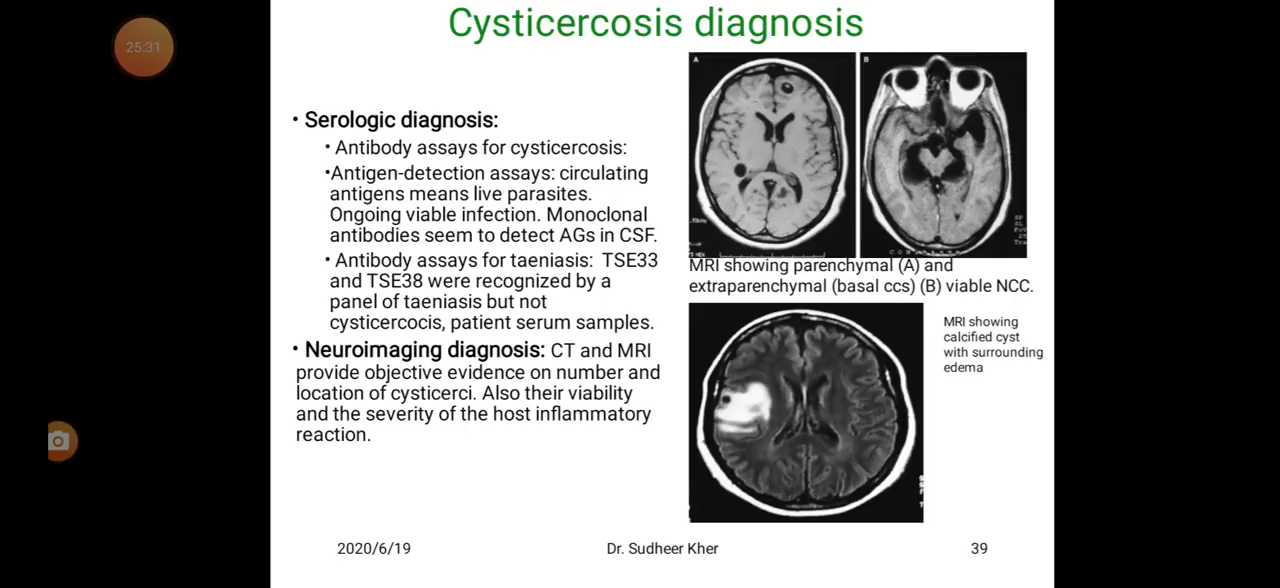 Cysticercosis diagnosis
25:31
• Serologic diagnosis:
• Antibody assays for cysticercosis:
•Antigen-detection assays: circulating
antigens means live parasites.
Ongoing viable infection. Monoclonal
antibodies seem to detect AGs in CSF.
• Antibody assays for taeniasis: TSE33
and TSE38 were recognized by a
panel of taeniasis but not
cysticercocis, patient serum samples.
• Neuroimaging diagnosis: CT and MRI
provide objective evidence on number and
location of cysticerci. Also their viability
and the severity of the host inflammatory
reaction.
A
B
MRI showing parenchymal (A) and
extraparenchymal (basal ccs) (B) viable NCC.
MRI showing
calcified cyst
with surrounding
edema
2020/6/19
Dr. Sudheer Kher
39